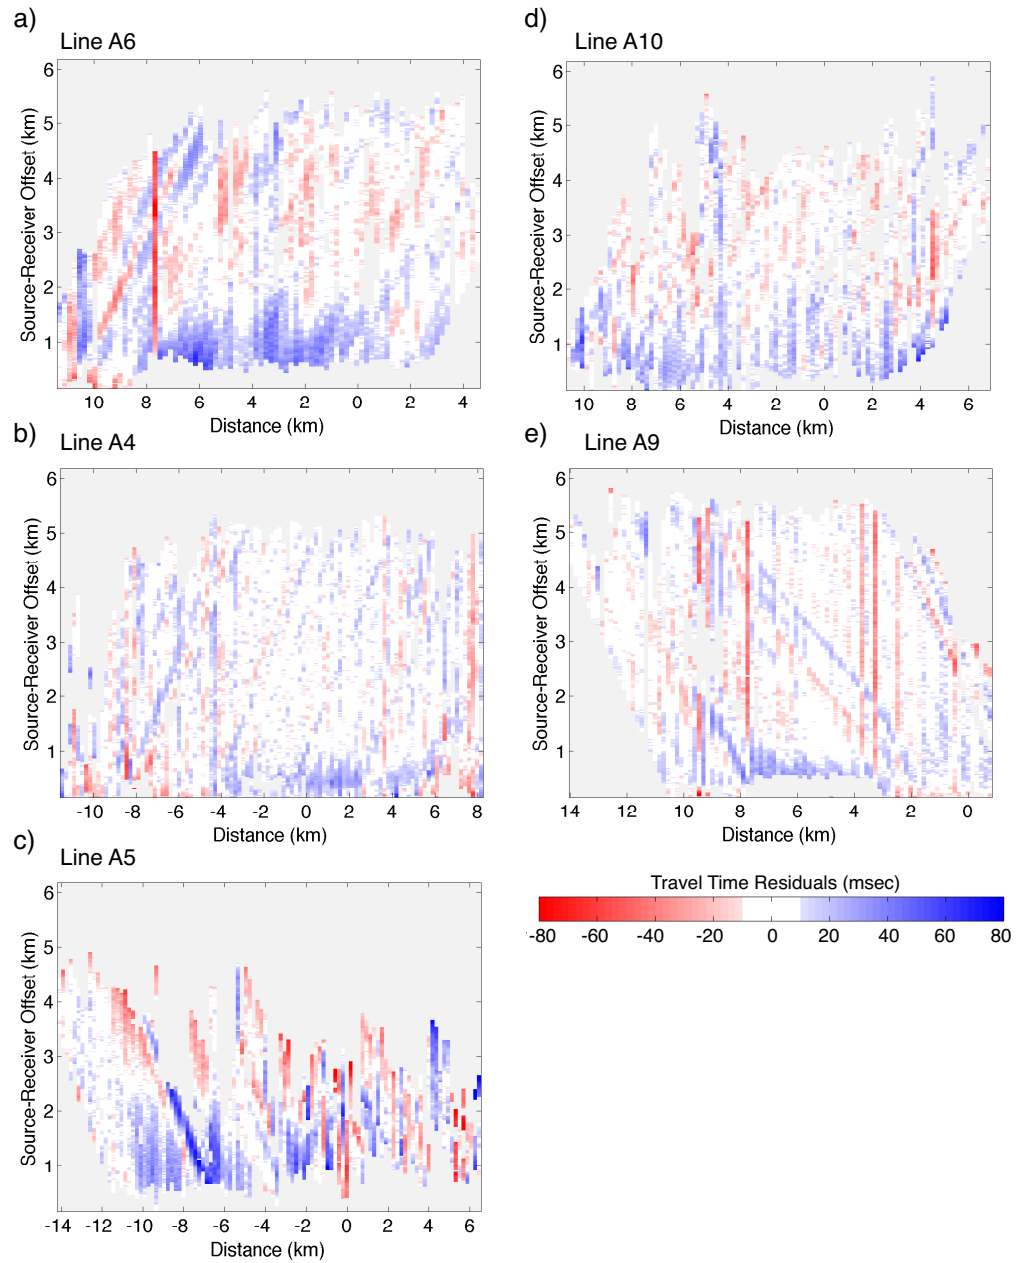 a)
Line A6
6
5
4
3
2
1
Source-Receiver Offset (km)
10 8 6 4 2 0 2 4
Distance (km)
d)
Line A10
6
5
4
3
2
1
Source-Receiver Offset (km)
10 8 6 4 2 0 2 4 6
Distance (km)
b)
Line A4
6
5
4
3
2
1
Source-Receiver Offset (km)
-10 -8 -6 -4 -2 0 2 4 6 8
Distance (km)
e)
Line A9
6
5
4
3
2
1
Source-Receiver Offset (km)
14 12 10 8 6 4 2 0
Distance (km)
c)
Line A5
6
5
4
3
2
1
Source-Receiver Offset (km)
-14 -12 -10 -8 -6 -4 -2 0 2 4 6
Distance (km)
Travel Time Residuals (msec)
-80 -60 -40 -20 0 20 40 60 80